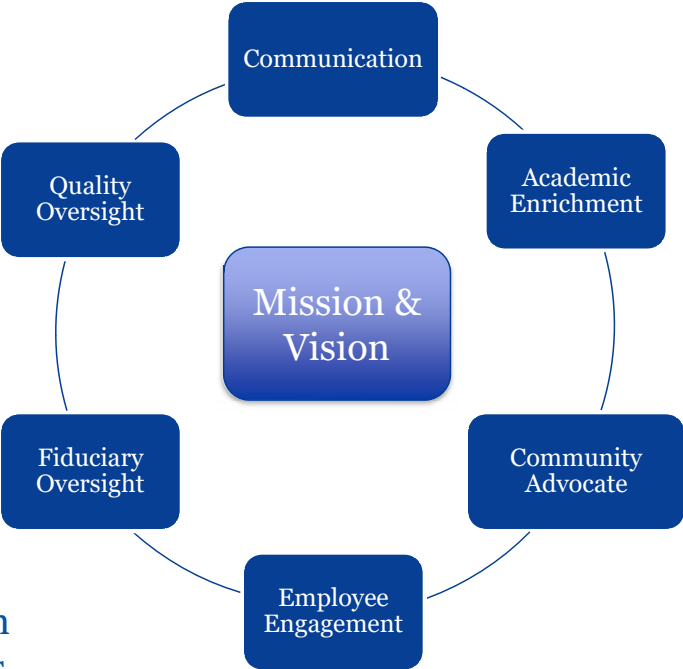 Communication
Academic
Enrichment
Quality
Oversight
Mission &
Vision
Fiduciary
Oversight
Community
Advocate
Employee
Engagement